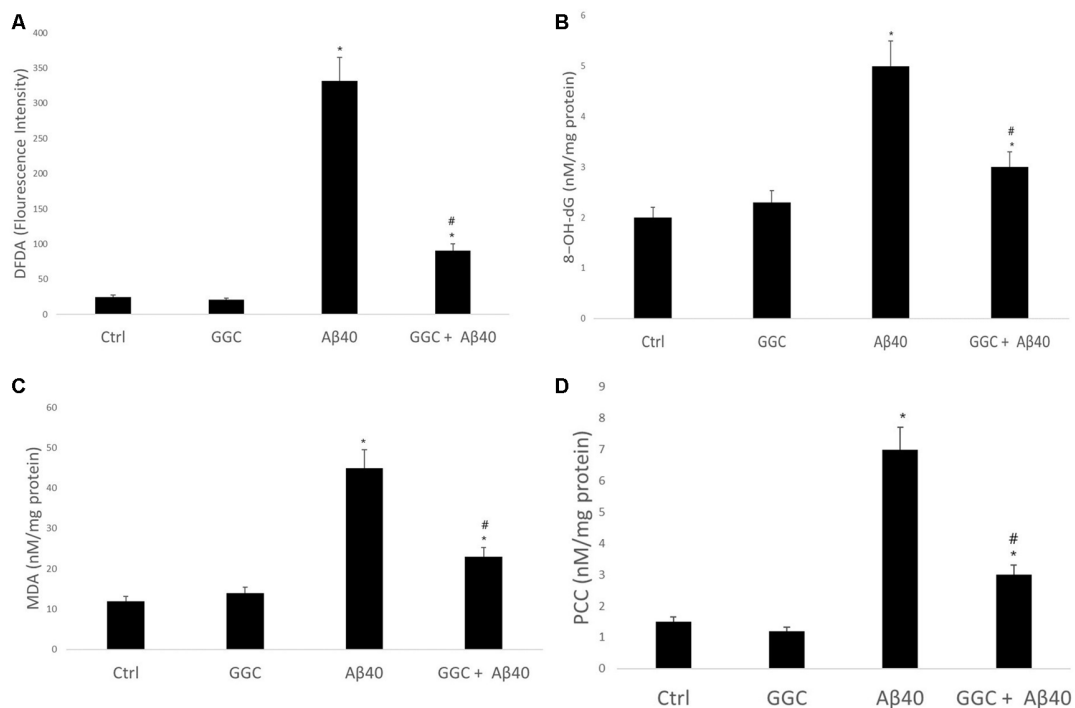 A
DFDA (Flourescence Intensity)
400
350
300
250
200
150
100
50
0
*
#
*
Ctrl
GGC
Aβ40
GGC + Aβ40
B
8–OH-dG (nM/mg protein)
6
5
4
3
2
1
0
*
#
*
Ctrl
GGC
Aβ40
GGC + Aβ40
C
MDA (nM/mg protein)
60
50
40
30
20
10
0
*
#
*
Ctrl
GGC
Aβ40
GGC + Aβ40
D
PCC (nM/mg protein)
9
8
7
6
5
4
3
2
1
0
*
#
*
Ctrl
GGC
Aβ40
GGC + Aβ40